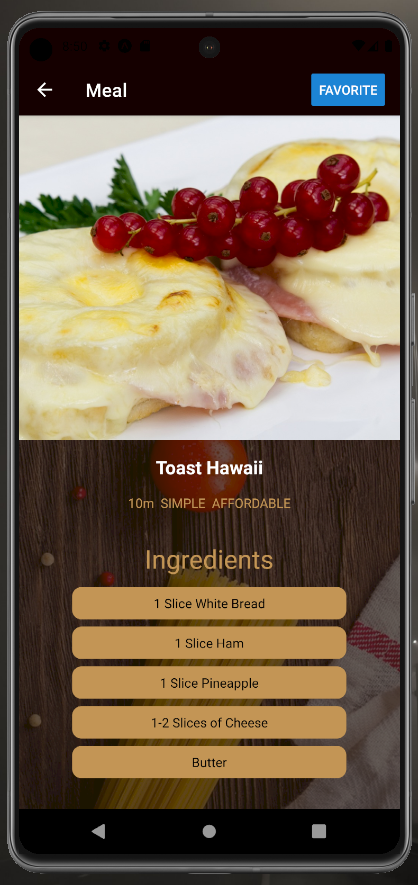 Meal
FAVORITE
Toast Hawaii
10m SIMPLE AFFORDABLE
Ingredients
1 Slice White Bread
1 Slice Ham
1 Slice Pineapple
1-2 Slices of Cheese
Butter